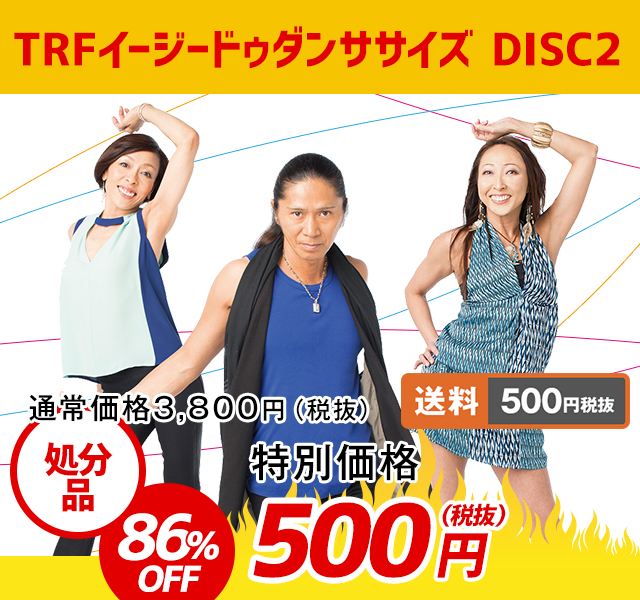 TRFイージードゥダンササイズ DISC2
通常価格3,800円(税抜)
送料 500円税抜
処分
品
特別価格
86%
OFF
500円(税抜)